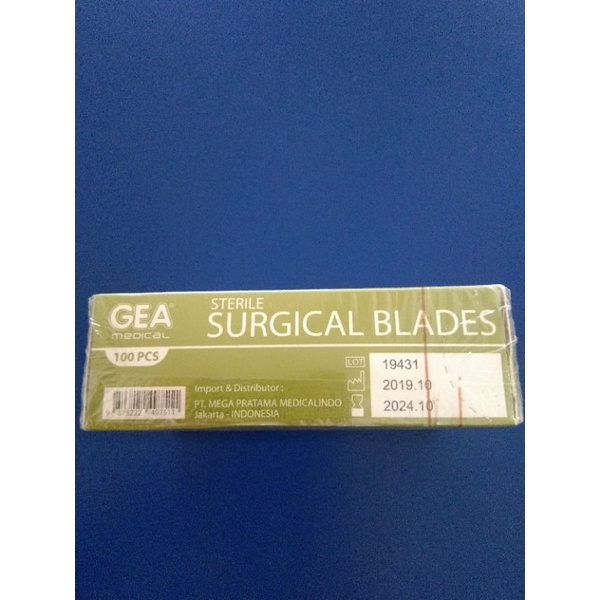 GEA®
medical
100 PCS
STERILE
SURGICAL BLADES
Import & Distributor :
PT. MEGA PRATAMA MEDICALINDO
Jakarta - INDONESIA
LOT
19431
2019.10
2024.10